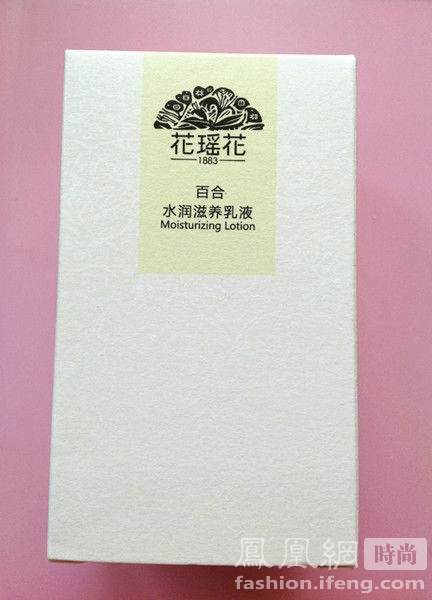 花瑶花
1883
百合
水润滋养乳液
Moisturizing Lotion
鳳凰網 時尚
fashion.ifeng.com